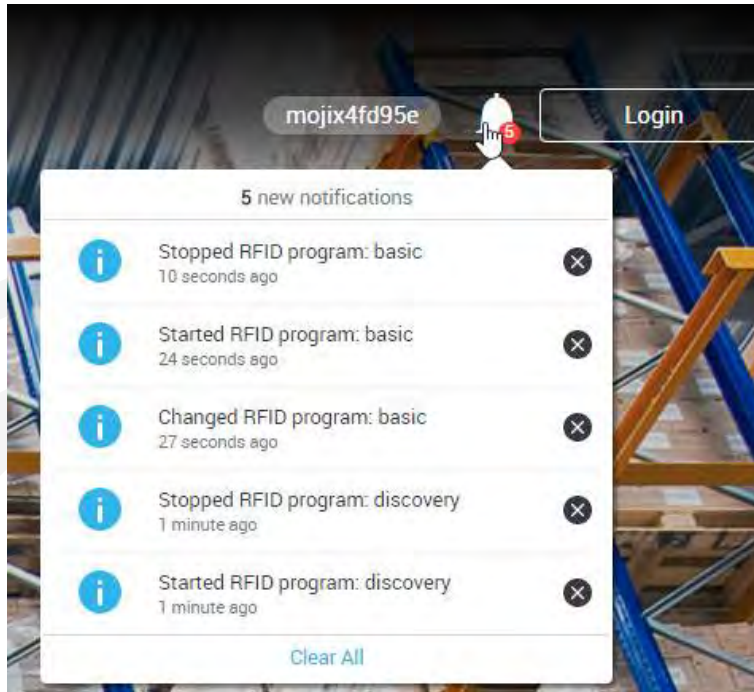 mojix4fd95e
5
Login
5 new notifications
Stopped RFID program: basic
10 seconds ago
Started RFID program: basic
24 seconds ago
Changed RFID program: basic
27 seconds ago
Stopped RFID program: discovery
1 minute ago
Started RFID program: discovery
1 minute ago
Clear All